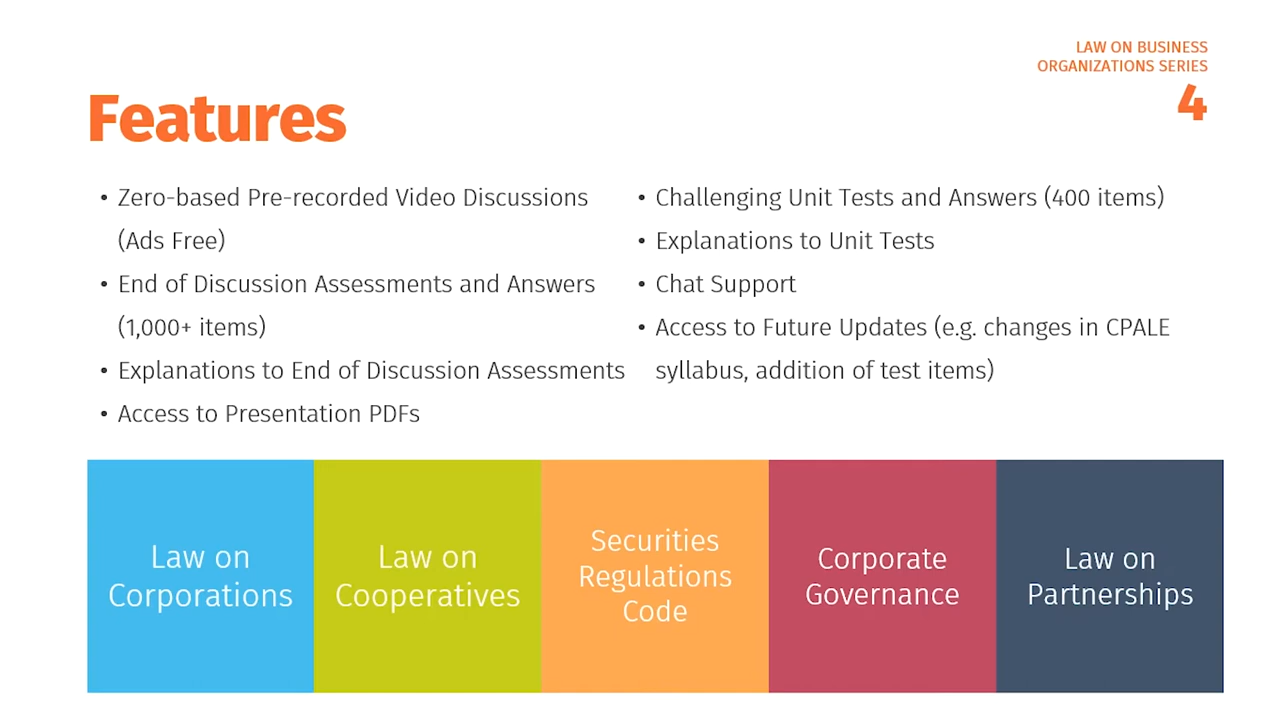 LAW ON BUSINESS
ORGANIZATIONS SERIES
4
Features
• Zero-based Pre-recorded Video Discussions
(Ads Free)
• End of Discussion Assessments and Answers
(1,000+ items)
• Explanations to End of Discussion Assessments
• Access to Presentation PDFs
• Challenging Unit Tests and Answers (400 items)
• Explanations to Unit Tests
• Chat Support
• Access to Future Updates (e.g. changes in CPALE
syllabus, addition of test items)
Law on
Corporations
Law on
Cooperatives
Securities
Regulations
Code
Corporate
Governance
Law on
Partnerships